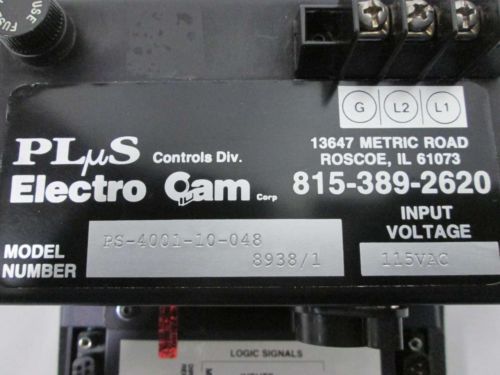 FUSE
FUSE
G L2 L1
PLµS Controls Div.
13647 METRIC ROAD
ROSCOE, IL 61073
Electro Cam Corp
815-389-2620
INPUT
VOLTAGE
MODEL
NUMBER
PS-4001-10-048
8938/1
115VAC
LOGIC SIGNALS